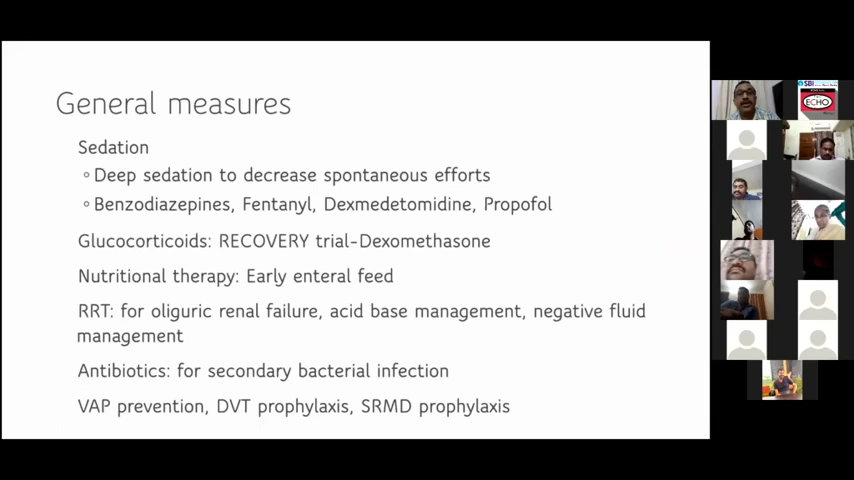 General measures
Sedation
Deep sedation to decrease spontaneous efforts
Benzodiazepines, Fentanyl, Dexmedetomidine, Propofol
Glucocorticoids: RECOVERY trial-Dexomethasone
Nutritional therapy: Early enteral feed
RRT: for oliguric renal failure, acid base management, negative fluid
management
Antibiotics: for secondary bacterial infection
VAP prevention, DVT prophylaxis, SRMD prophylaxis
SBI
ECHO